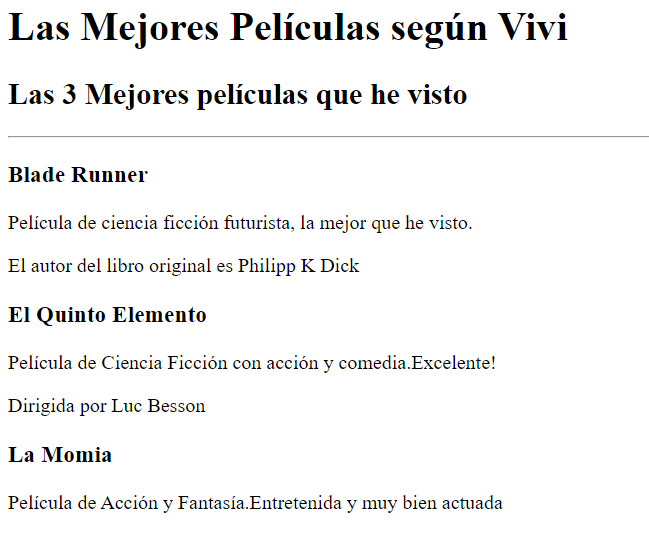 Las Mejores Películas según Vivi
Las 3 Mejores películas que he visto
Blade Runner
Película de ciencia ficción futurista, la mejor que he visto.
El autor del libro original es Philipp K Dick
El Quinto Elemento
Película de Ciencia Ficción con acción y comedia.Excelente!
Dirigida por Luc Besson
La Momia
Película de Acción y Fantasía.Entretenida y muy bien actuada